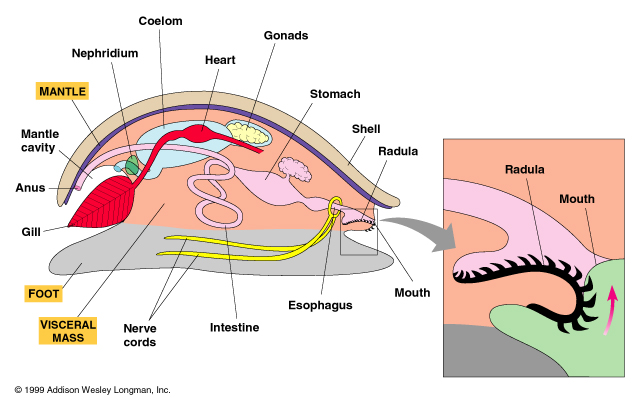 Coelom
Gonads
Nephridium
Heart
MANTLE
Stomach
Shell
Mantle
cavity
Radula
Anus
Gill
FOOT
VISCERAL
MASS
Nerve
cords
Intestine
Esophagus
Mouth
Radula
Mouth
© 1999 Addison Wesley Longman, Inc.